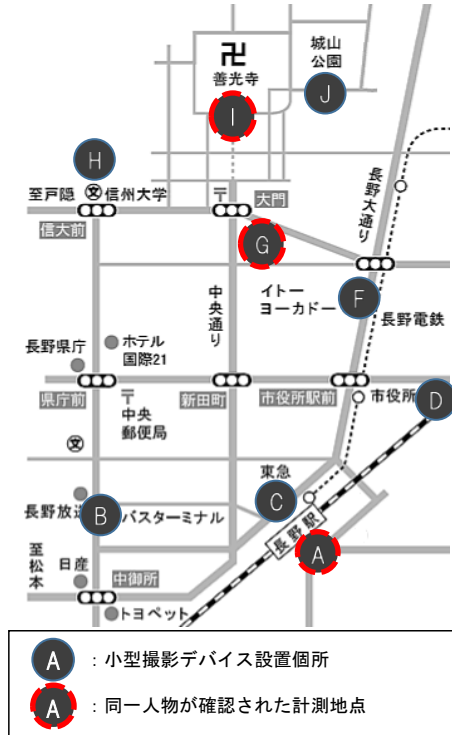 城山
公園
卍
善光寺
J
I
H
長野大通り
至戸隠
文
信州大学
〒
大門
信大前
G
中央通り
イトー
ヨーカドー
F
長野電鉄
長野県庁
ホテル
国際21
県庁前
〒
中央
郵便局
新田町
市役所駅前
市役所
D
文
東急
C
長野放送
B
バスターミナル
長野駅
A
至松本
日産
中御所
トヨペット
A
：小型撮影デバイス設置個所
A
：同一人物が確認された計測地点